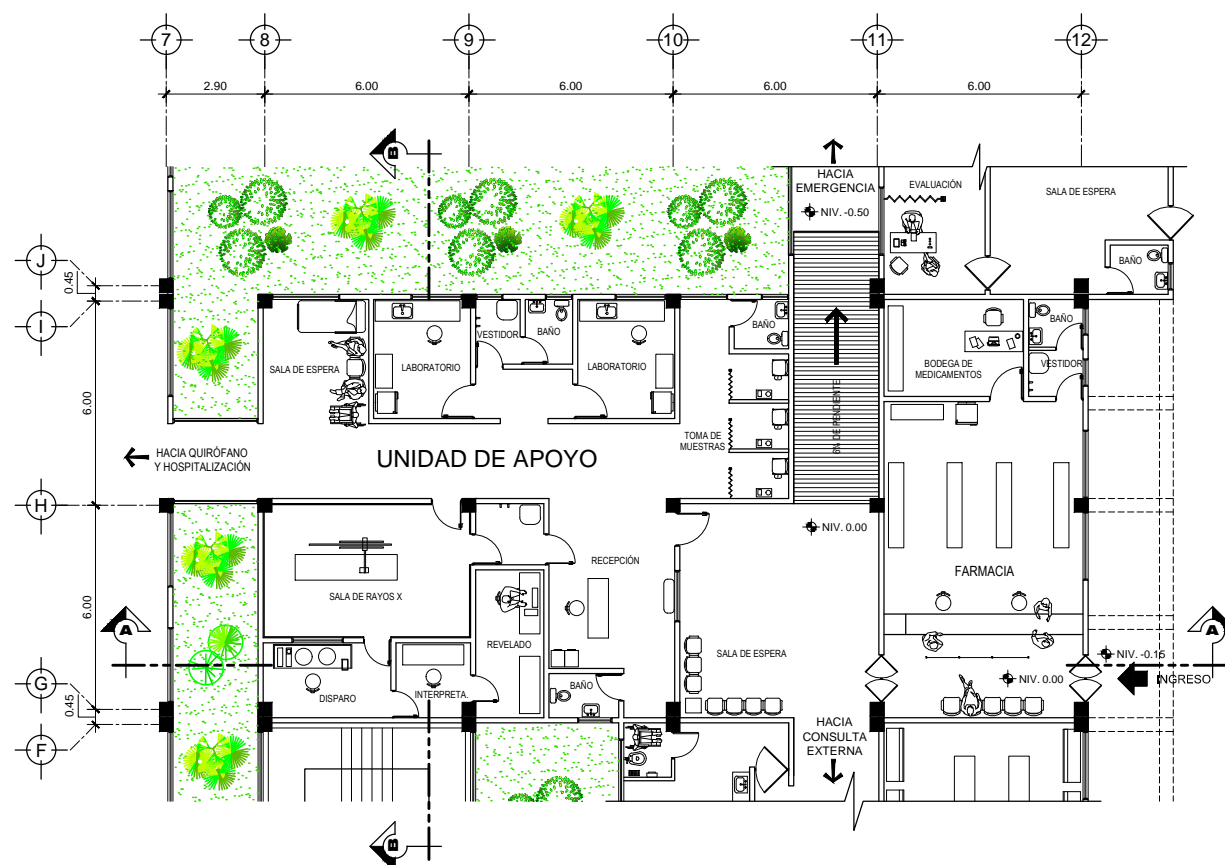 7
8
9
10
11
12
2.90
6.00
6.00
6.00
6.00
B
HACIA
EMERGENCIA
NIV. -0.50
EVALUACIÓN
SALA DE ESPERA
BAÑO
J
0.45
I
SALA DE ESPERA
LABORATORIO
VESTIDOR
BAÑO
LABORATORIO
BAÑO
BODEGA DE
MEDICAMENTOS
BAÑO
VESTIDOR
6.00
6% DE PENDIENTE
TOMA DE
MUESTRAS
HACIA QUIRÓFANO
Y HOSPITALIZACIÓN
UNIDAD DE APOYO
H
NIV. 0.00
RECEPCIÓN
FARMACIA
SALA DE RAYOS X
6.00
A
REVELADO
SALA DE ESPERA
A
NIV. -0.15
INGRESO
NIV. 0.00
G
0.45
F
DISPARO
INTERPRETA.
BAÑO
HACIA
CONSULTA
EXTERNA
B